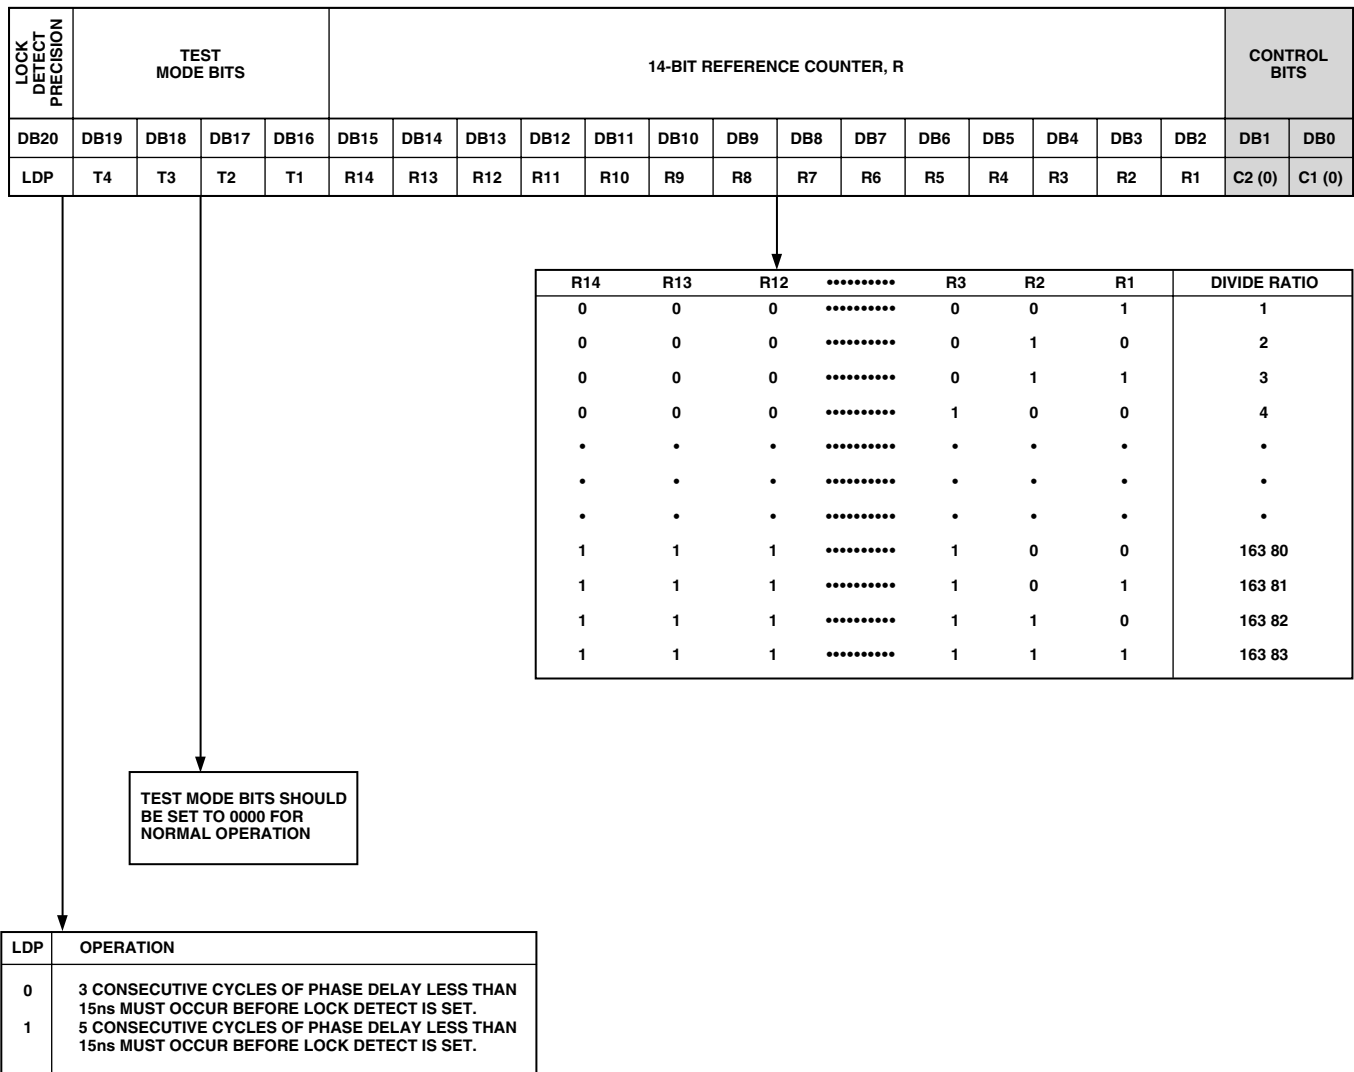 LOCK
DETECT
PRECISION
TEST
MODE BITS
14-BIT REFERENCE COUNTER, R
CONTROL
BITS
DB20 DB19 DB18 DB17 DB16 DB15 DB14 DB13 DB12 DB11 DB10 DB9 DB8 DB7 DB6 DB5 DB4 DB3 DB2 DB1 DB0
LDP T4 T3 T2 T1 R14 R13 R12 R11 R10 R9 R8 R7 R6 R5 R4 R3 R2 R1 C2 (0) C1 (0)
R14 R13 R12 •••••••••• R3 R2 R1 DIVIDE RATIO
0 0 0 •••••••••• 0 0 1 1
0 0 0 •••••••••• 0 1 0 2
0 0 0 •••••••••• 0 1 1 3
0 0 0 •••••••••• 1 0 0 4
• • • •••••••••• • • • •
• • • •••••••••• • • • •
• • • •••••••••• • • • •
1 1 1 •••••••••• 1 0 0 163 80
1 1 1 •••••••••• 1 0 1 163 81
1 1 1 •••••••••• 1 1 0 163 82
1 1 1 •••••••••• 1 1 1 163 83
TEST MODE BITS SHOULD
BE SET TO 0000 FOR
NORMAL OPERATION
LDP OPERATION
0 3 CONSECUTIVE CYCLES OF PHASE DELAY LESS THAN
15ns MUST OCCUR BEFORE LOCK DETECT IS SET.
1 5 CONSECUTIVE CYCLES OF PHASE DELAY LESS THAN
15ns MUST OCCUR BEFORE LOCK DETECT IS SET.